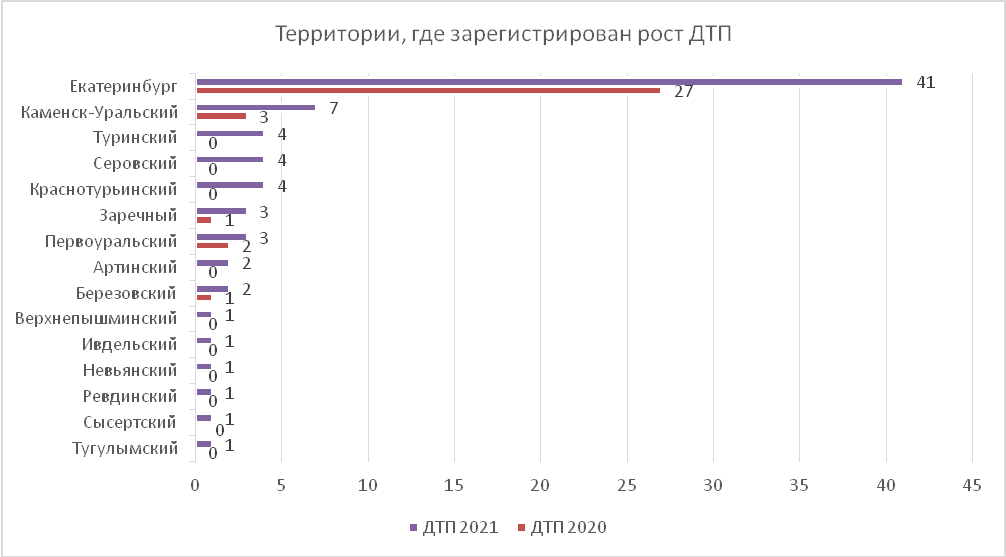 Территории, где зарегистрирован рост ДТП
Екатеринбург 41
27
Каменск-Уральский 7
3
Туринский 4
0
Серовский 4
0
Краснотурьинский 4
0
Заречный 3
1
Первоуральский 3
2
Артинский 2
0
Березовский 2
1
Верхнепышминский 1
0
Ивдельский 1
0
Невьянский 1
0
Ревдинский 1
0
Сысертский 1
0
Тугулымский 1
0
0 5 10 15 20 25 30 35 40 45
ДТП 2021 ДТП 2020